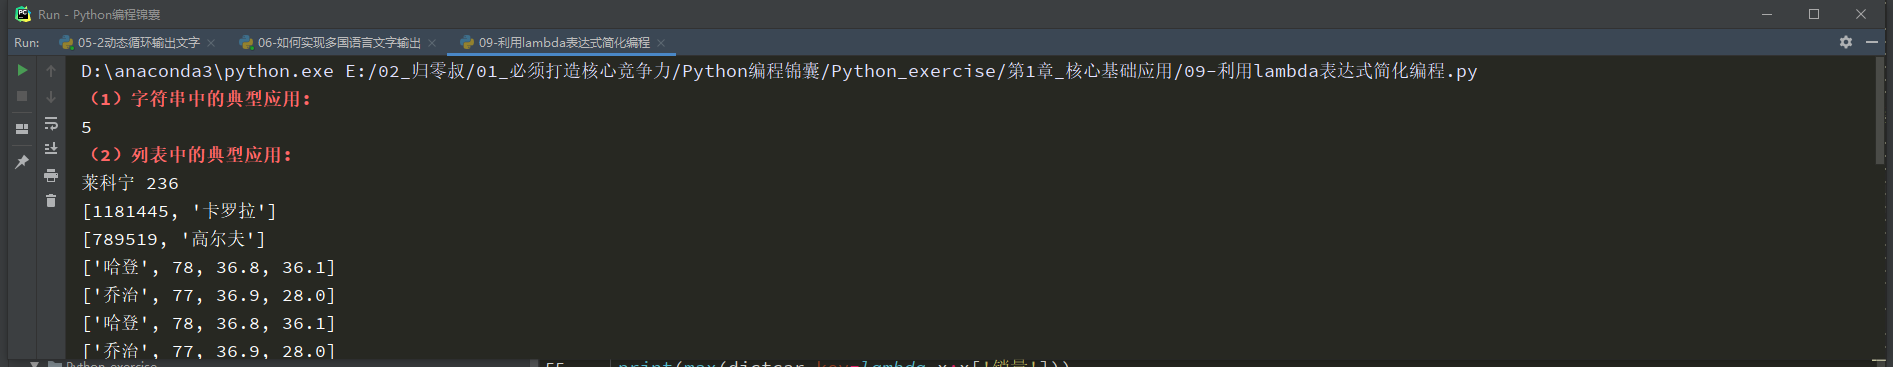 Run - Python编程锦囊
Run: 05-2动态循环输出文字 × 06-如何实现多国语言文字输出 × 09-利用lambda表达式简化编程 ×
D:\anaconda3\python.exe E:/02_归零叔/01_必须打造核心竞争力/Python编程锦囊/Python_exercise/第1章_核心基础应用/09-利用lambda表达式简化编程.py
（1）字符串中的典型应用:
5
（2）列表中的典型应用:
莱科宁 236
[1181445, '卡罗拉']
[789519, '高尔夫']
['哈登', 78, 36.8, 36.1]
['乔治', 77, 36.9, 28.0]
['哈登', 78, 36.8, 36.1]
['乔治', 77, 36.9, 28.0]
Python_exercise
55 print(max(dictcar,key=lambda x:x['销量']))